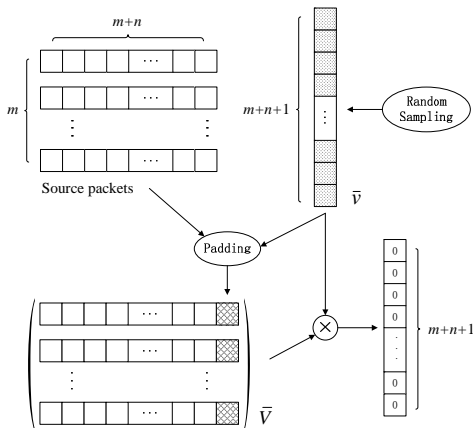 m+n
m
···
···
···
Source packets
m+n+1
Random
Sampling
v̄
Padding
···
···
···
V̄
×
0
0
0
0
0
0
m+n+1